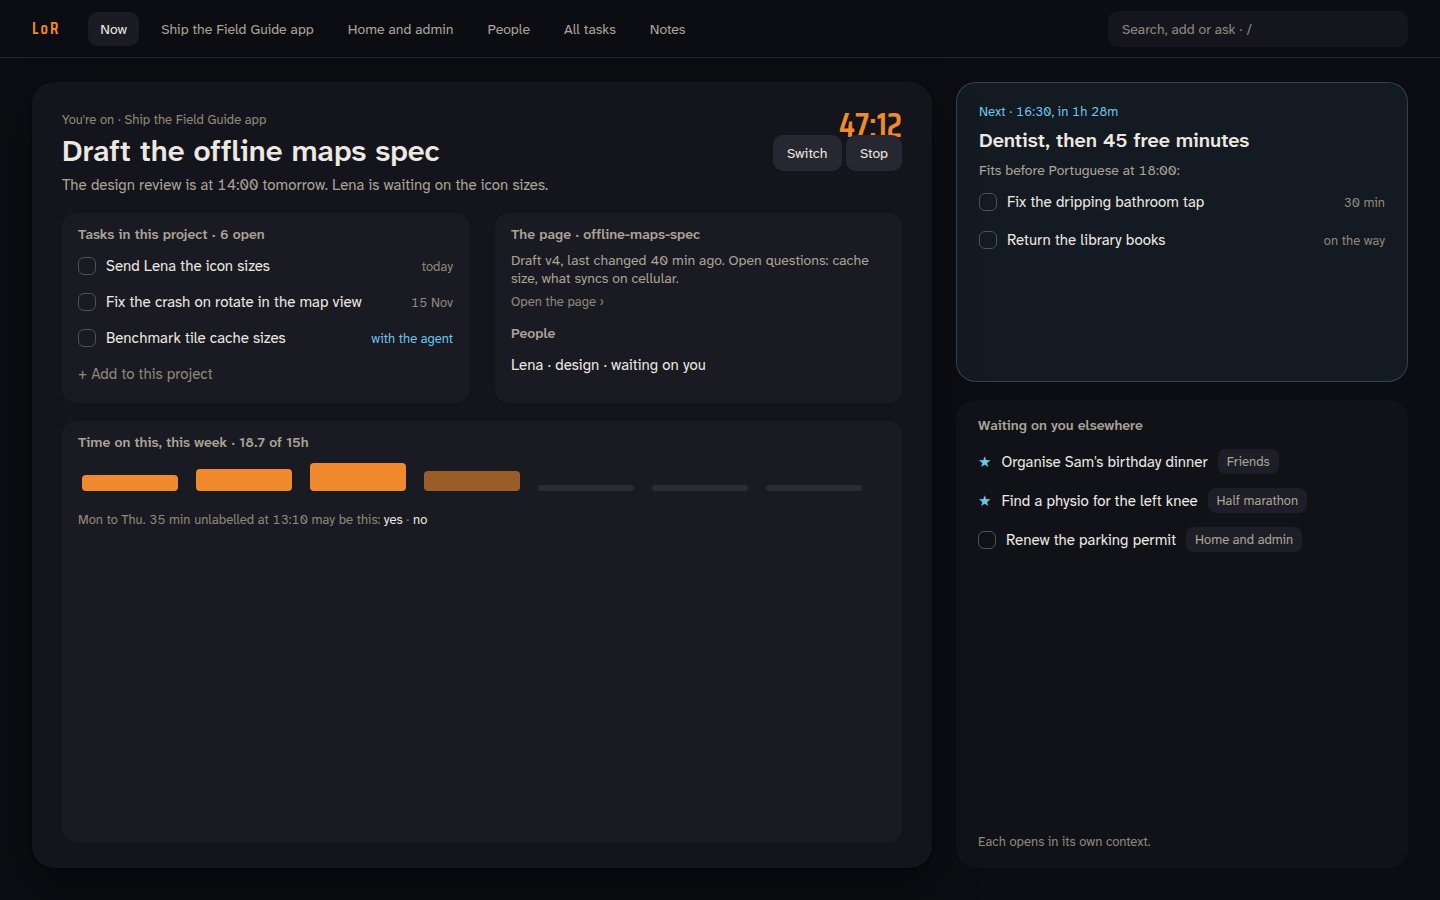 LoR
Now
Ship the Field Guide app
Home and admin
People
All tasks
Notes
Search, add or ask · /
You're on · Ship the Field Guide app
47:12
Draft the offline maps spec
Switch
Stop
The design review is at 14:00 tomorrow. Lena is waiting on the icon sizes.
Tasks in this project · 6 open
Send Lena the icon sizes
today
Fix the crash on rotate in the map view
15 Nov
Benchmark tile cache sizes
with the agent
+ Add to this project
The page · offline-maps-spec
Draft v4, last changed 40 min ago. Open questions: cache
size, what syncs on cellular.
Open the page ›
People
Lena · design · waiting on you
Time on this, this week · 18.7 of 15h
Mon to Thu. 35 min unlabelled at 13:10 may be this: yes · no
Next · 16:30, in 1h 28m
Dentist, then 45 free minutes
Fits before Portuguese at 18:00:
Fix the dripping bathroom tap
30 min
Return the library books
on the way
Waiting on you elsewhere
★ Organise Sam's birthday dinner
Friends
★ Find a physio for the left knee
Half marathon
Renew the parking permit
Home and admin
Each opens in its own context.